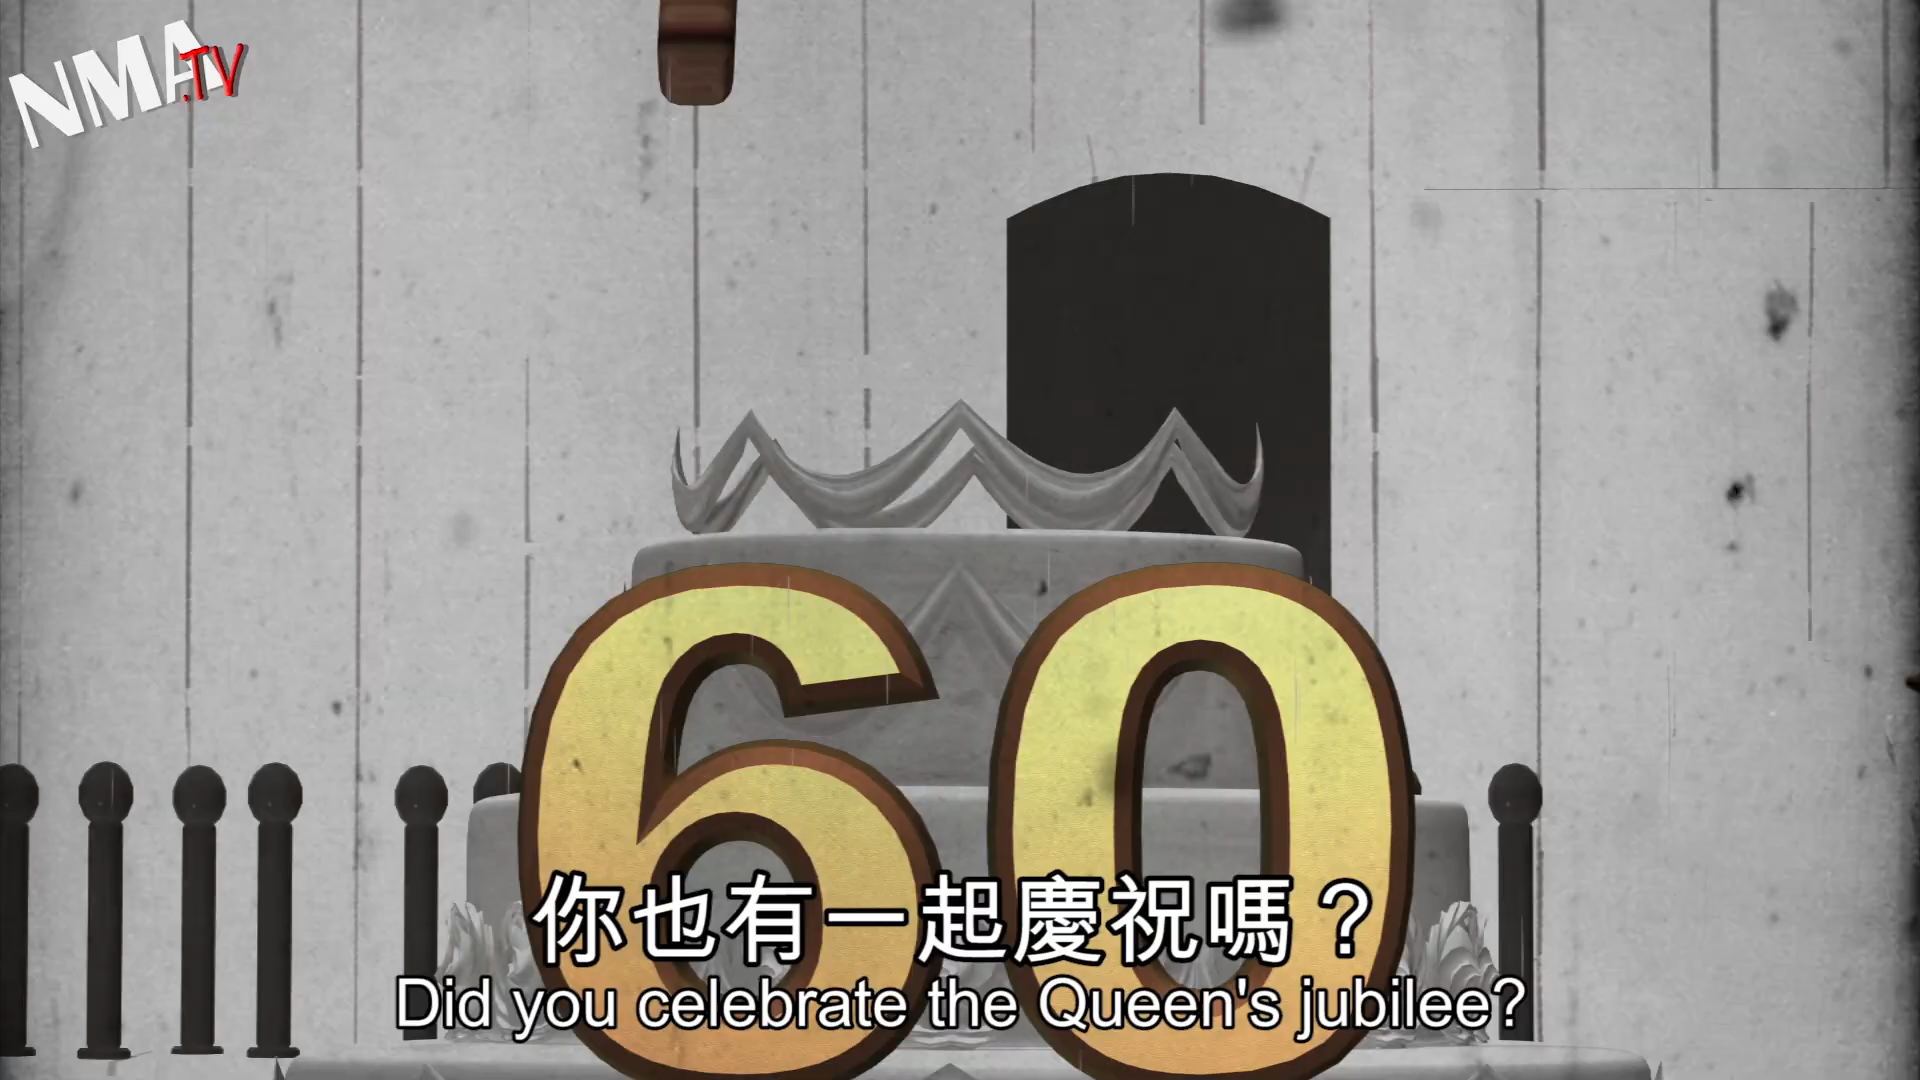 NMA.TV
60
你也有一起慶祝嗎？
Did you celebrate the Queen's jubilee?